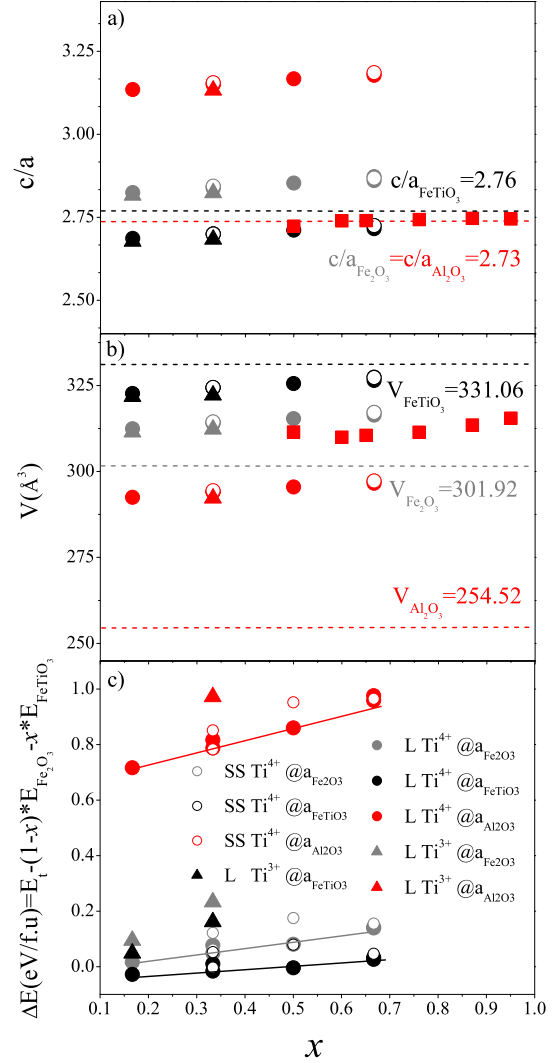 a)
3.25
3.00
2.75
2.50
c/a
c/a_FeTiO₃=2.76
c/a_Fe₂O₃=c/a_Al₂O₃=2.73
b)
325
300
275
250
V(Å³)
V_FeTiO₃=331.06
V_Fe₂O₃=301.92
V_Al₂O₃=254.52
c)
1.0
0.8
0.6
0.4
0.2
0.0
ΔE(eV/f.u)=E_t-(1-x)*E_Fe₂O₃-x*E_FeTiO₃
SS Ti⁴⁺ @a_Fe2O3
SS Ti⁴⁺ @a_FeTiO3
SS Ti⁴⁺ @a_Al2O3
L Ti³⁺ @a_FeTiO3
L Ti⁴⁺ @a_Fe2O3
L Ti⁴⁺ @a_FeTiO3
L Ti⁴⁺ @a_Al2O3
L Ti³⁺ @a_Fe2O3
L Ti³⁺ @a_Al2O3
0.1 0.2 0.3 0.4 0.5 0.6 0.7 0.8 0.9 1.0
x